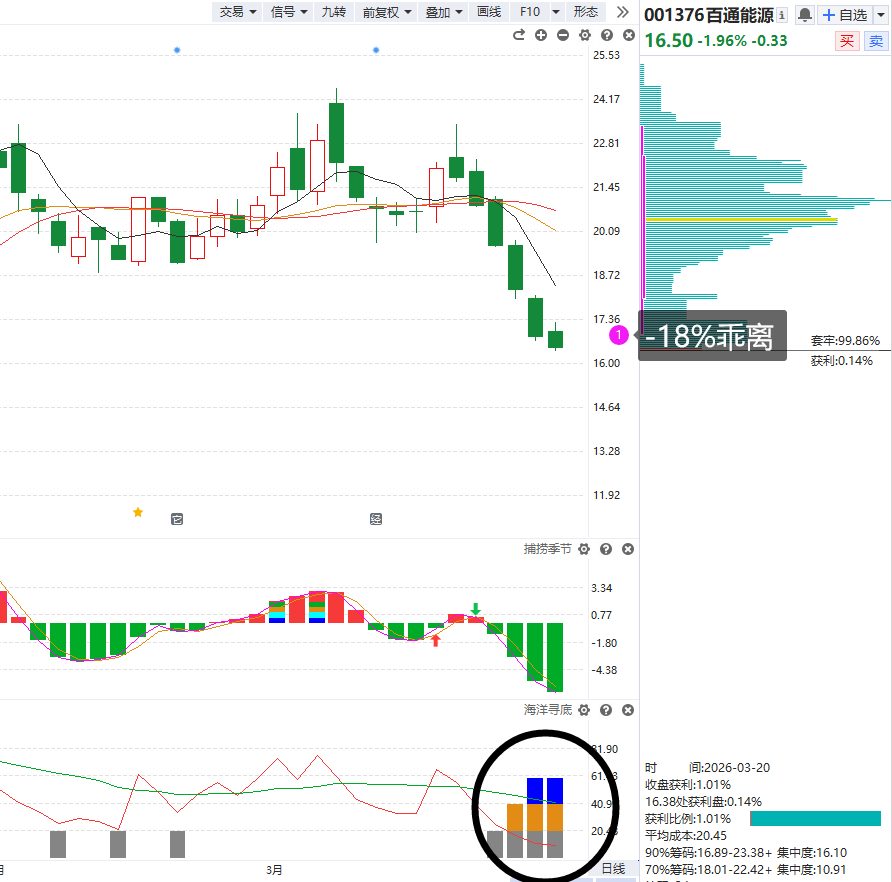 交易 信号 九转 前复权 叠加 画线 F10 形态
001376百通能源 自选
16.50 -1.96% -0.33 买 卖
25.53
24.17
22.81
21.45
20.09
18.72
17.36
1 -18%乖离
套牢:99.86%
16.00
获利:0.14%
14.64
13.28
11.92
捕捞季节
3.34
0.77
-1.80
-4.38
海洋寻底
81.90
40.9
20.4
时 间:2026-03-20
收盘获利:1.01%
16.38处获利盘:0.14%
获利比例:1.01%
平均成本:20.45
90%筹码:16.89-23.38+ 集中度:16.10
3月 日线 70%筹码:18.01-22.42+ 集中度:10.91